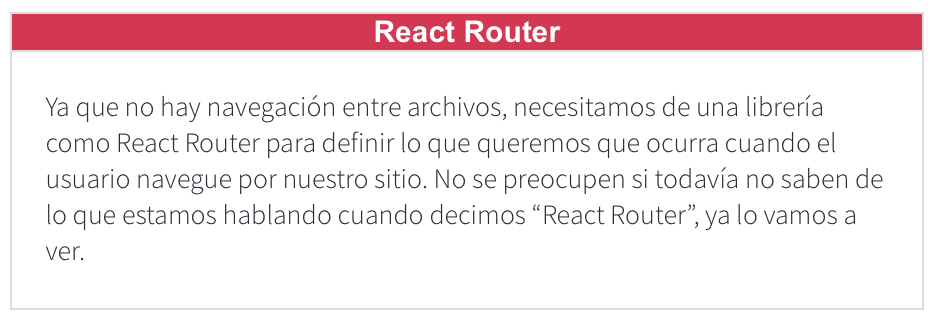 React Router
Ya que no hay navegación entre archivos, necesitamos de una librería
como React Router para definir lo que queremos que ocurra cuando el
usuario navegue por nuestro sitio. No se preocupen si todavía no saben de
lo que estamos hablando cuando decimos “React Router”, ya lo vamos a
ver.